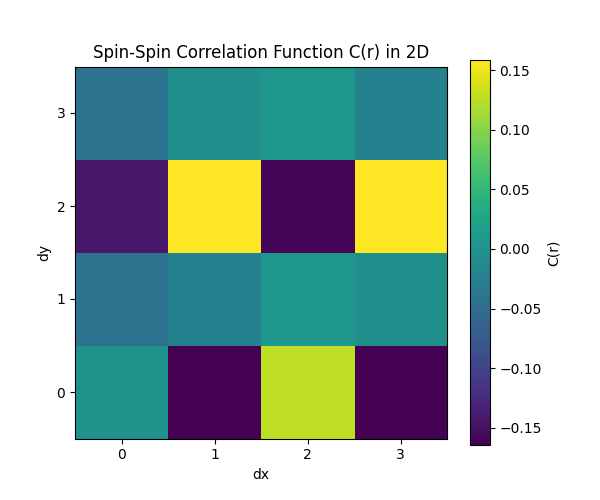 Spin-Spin Correlation Function C(r) in 2D
3
2
1
0
dy
0 1 2 3
dx
0.15
0.10
0.05
0.00
−0.05
−0.10
−0.15
C(r)